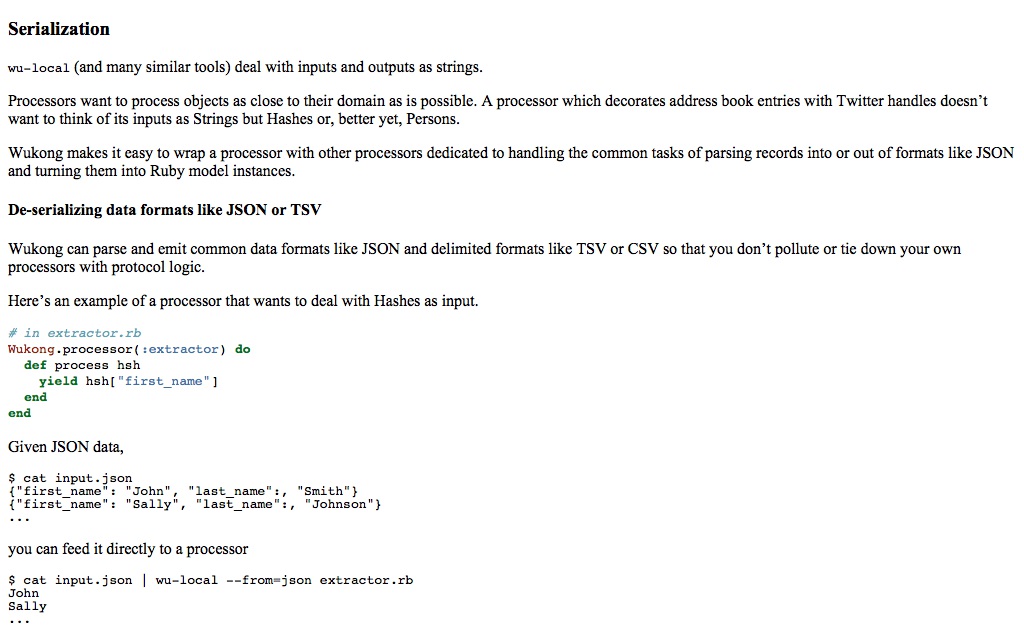 Serialization
wu-local (and many similar tools) deal with inputs and outputs as strings.
Processors want to process objects as close to their domain as is possible. A processor which decorates address book entries with Twitter handles doesn’t
want to think of its inputs as Strings but Hashes or, better yet, Persons.
Wukong makes it easy to wrap a processor with other processors dedicated to handling the common tasks of parsing records into or out of formats like JSON
and turning them into Ruby model instances.
De-serializing data formats like JSON or TSV
Wukong can parse and emit common data formats like JSON and delimited formats like TSV or CSV so that you don’t pollute or tie down your own
processors with protocol logic.
Here’s an example of a processor that wants to deal with Hashes as input.
# in extractor.rb
Wukong.processor(:extractor) do
  def process hsh
    yield hsh["first_name"]
  end
end
Given JSON data,
$ cat input.json
{"first_name": "John", "last_name":, "Smith"}
{"first_name": "Sally", "last_name":, "Johnson"}
...
you can feed it directly to a processor
$ cat input.json | wu-local --from=json extractor.rb
John
Sally
...